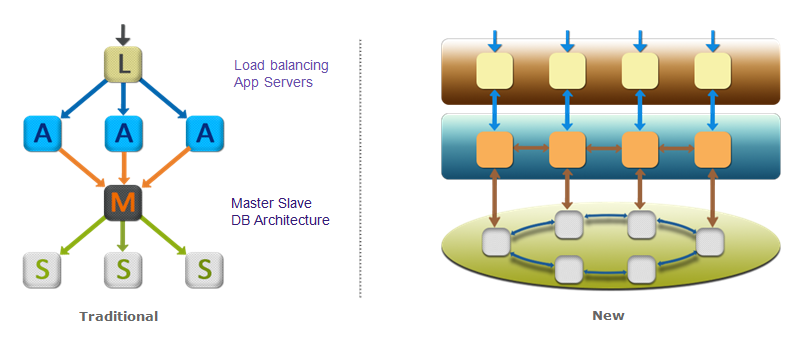 L
Load balancing
App Servers
A A A
M
Master Slave
DB Architecture
S S S
Traditional
New